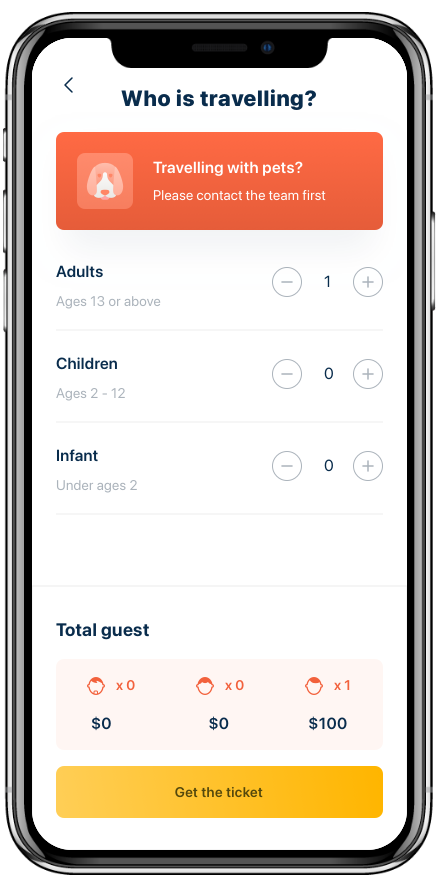 Who is travelling?
Travelling with pets?
Please contact the team first
Adults
Ages 13 or above
1
Children
Ages 2 - 12
0
Infant
Under ages 2
0
Total guest
x 0 x 0 x 1
$0 $0 $100
Get the ticket